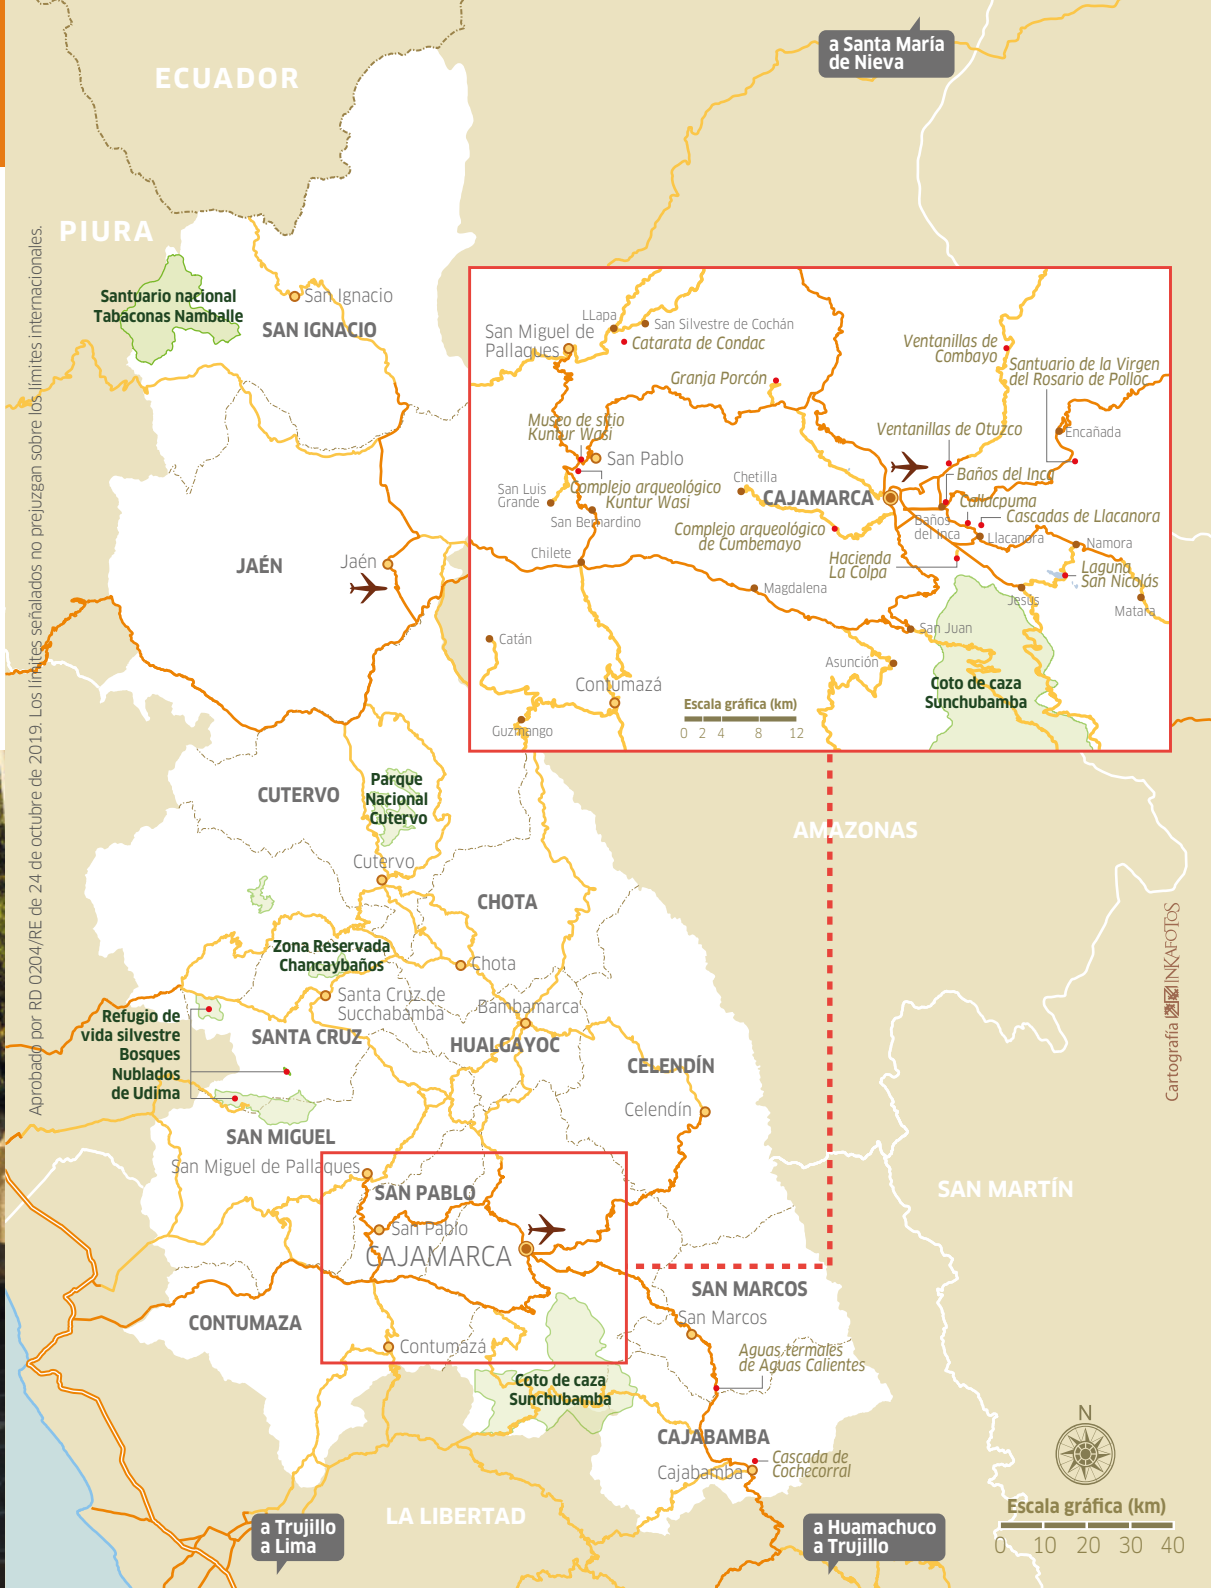 a Santa María
de Nieva
ECUADOR
PIURA
Santuario nacional
Tabaconas Namballe
San Ignacio
SAN IGNACIO
Aprobado por RD 0204/RE de 24 de octubre de 2019. Los límites señalados no prejuzgan sobre los límites internacionales.
LLapa
San Silvestre de Cochán
San Miguel de
Pallaques
Catarata de Condac
Ventanillas de
Combayo
Santuario de la Virgen
del Rosario de Polloc
Granja Porcón
Museo de sitio
Kuntur Wasi
Ventanillas de Otuzco
Encañada
San Pablo
Baños del Inca
Chetilla
San Luis
Grande
Complejo arqueológico
Kuntur Wasi
CAJAMARCA
Callacpuma
San Bernardino
Cascadas de Llacanora
Baños
del Inca
Complejo arqueológico
de Cumbemayo
Llacanora
Namora
Chilete
Hacienda
La Colpa
Laguna
San Nicolás
Magdalena
Jesús
Matara
San Juan
Catán
Asunción
Contumazá
Coto de caza
Sunchubamba
Guzmango
Escala gráfica (km)
0 2 4 8 12
JAÉN
Jaén
CUTERVO
Parque
Nacional
Cutervo
AMAZONAS
Cutervo
CHOTA
Zona Reservada
Chancaybaños
Chota
Santa Cruz de
Succhabamba
Bambamarca
Refugio de
vida silvestre
Bosques
Nublados
de Udima
SANTA CRUZ
HUALGAYOC
CELENDÍN
Celendín
Cartografía INKAFOTOS
SAN MIGUEL
San Miguel de Pallaques
SAN PABLO
SAN MARTÍN
San Pablo
CAJAMARCA
SAN MARCOS
CONTUMAZA
San Marcos
Contumazá
Aguas termales
de Aguas Calientes
Coto de caza
Sunchubamba
CAJABAMBA
Cascada de
Cochecorral
Cajabamba
N
Escala gráfica (km)
0 10 20 30 40
LA LIBERTAD
a Trujillo
a Lima
a Huamachuco
a Trujillo